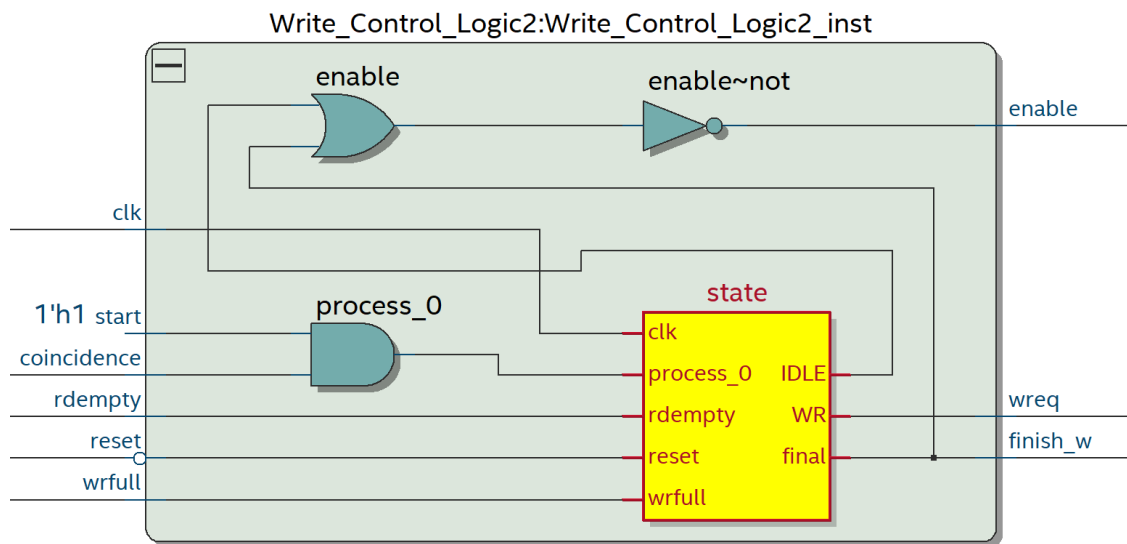 Write_Control_Logic2:Write_Control_Logic2_inst
enable
enable~not
enable
clk
process_0
state
1'h1 start
clk
coincidence
process_0 IDLE
rdempty
rdempty WR
wreq
reset
reset final
finish_w
wrfull
wrfull